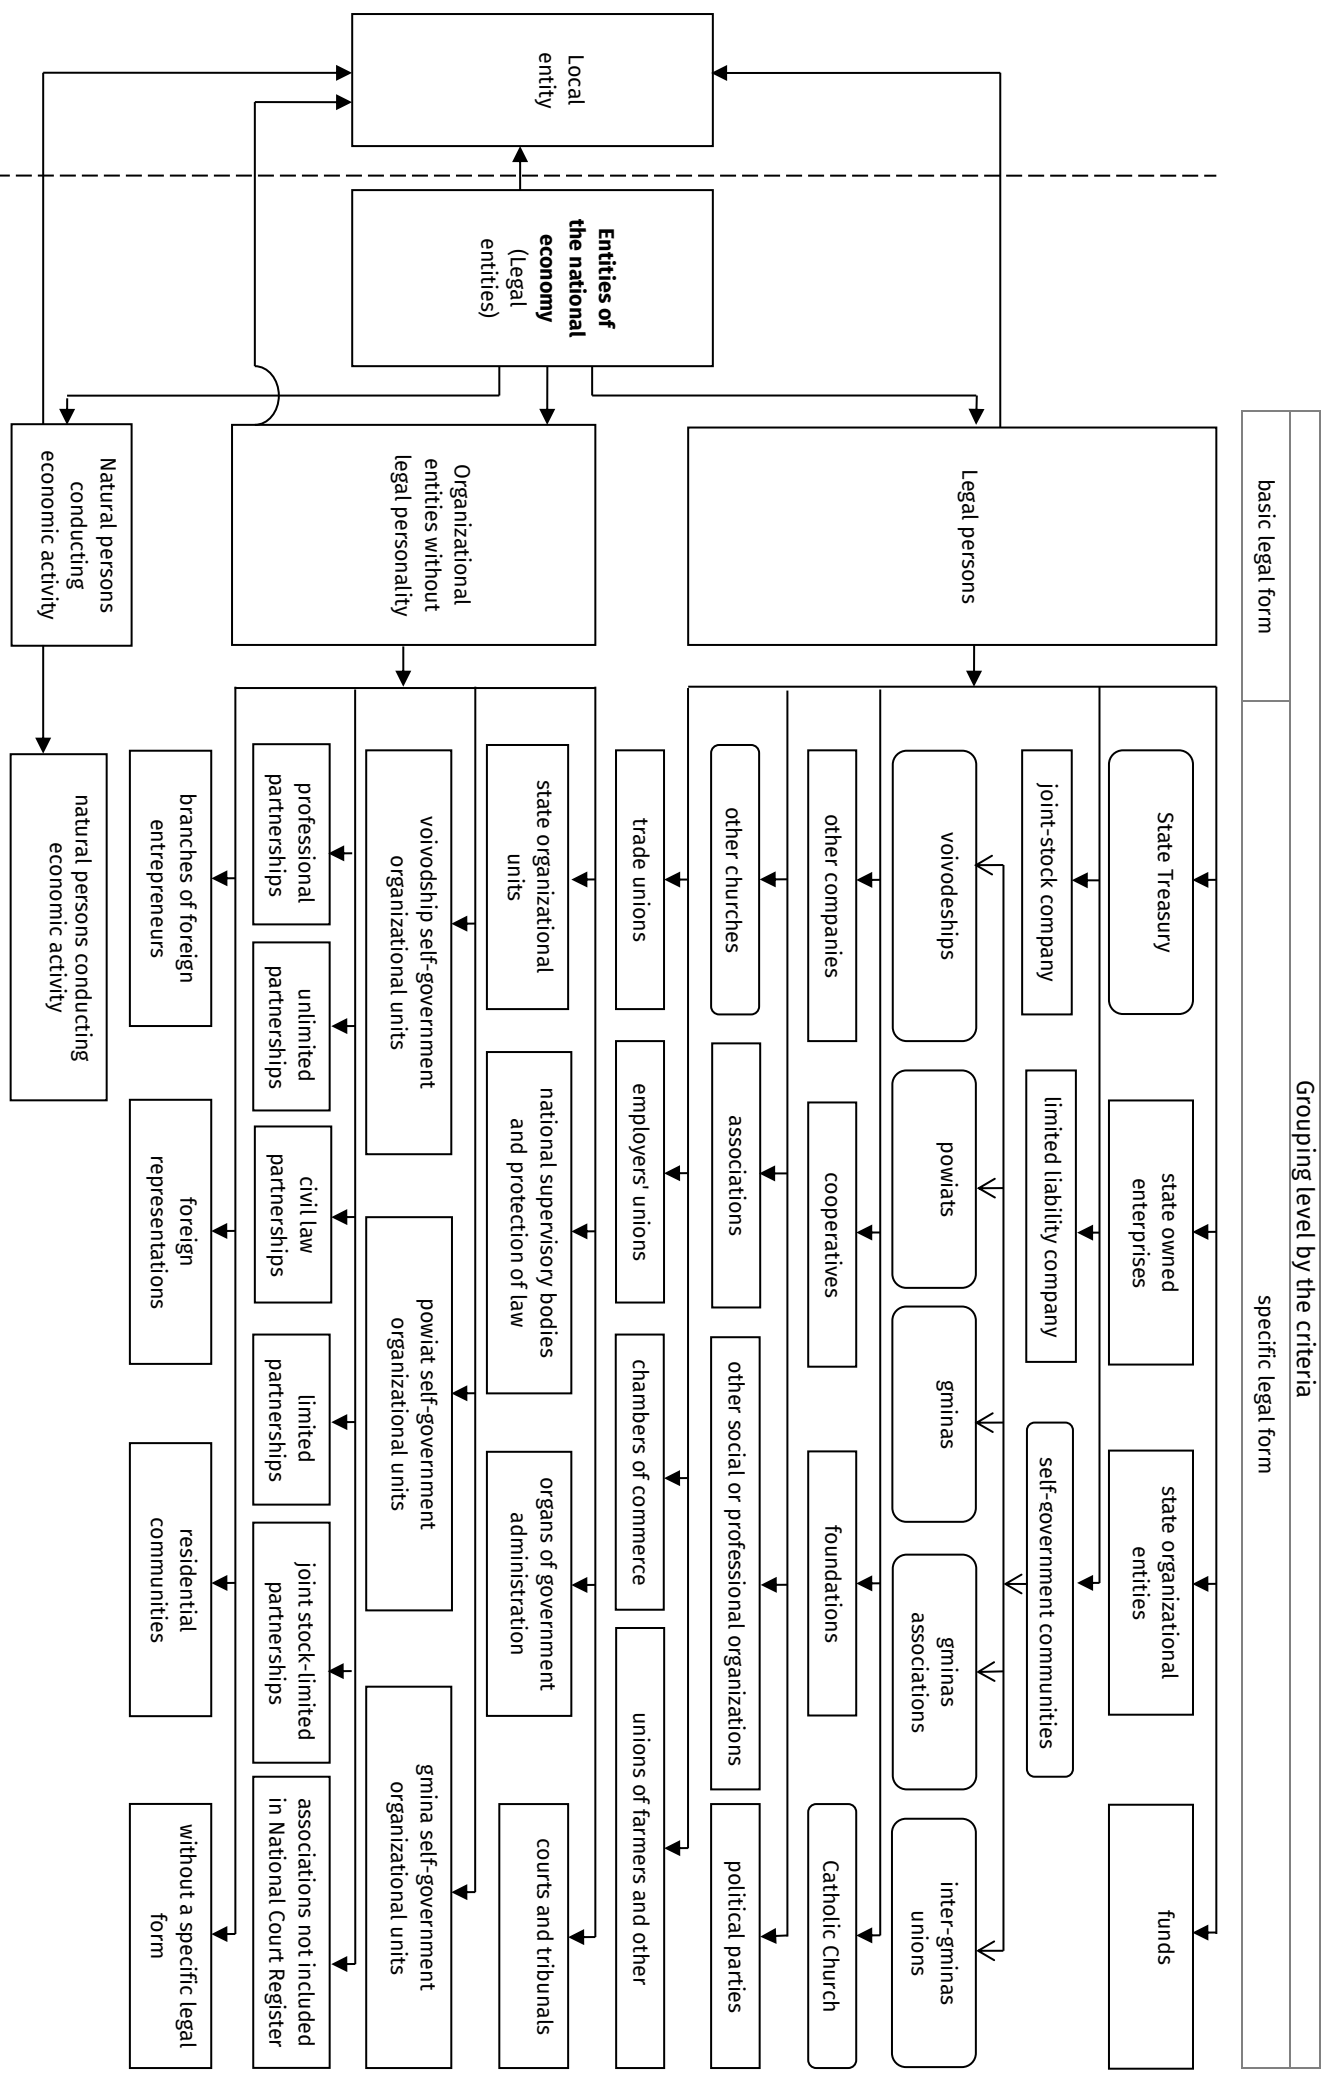 Grouping level by the criteria
basic legal form
specific legal form
Local
entity
Entities of
the national
economy
(Legal
entities)
Legal persons
State Treasury
state owned
enterprises
state organizational
entities
funds
joint-stock company
limited liability company
self-government communities
voivodeships
powiats
gminas
gminas
associations
inter-gminas
unions
other companies
cooperatives
foundations
Catholic Church
other churches
associations
other social or professional organizations
political parties
trade unions
employers' unions
chambers of commerce
unions of farmers and other
Organizational
entities without
legal personality
state organizational
units
national supervisory bodies
and protection of law
organs of government
administration
courts and tribunals
voivodship self-government
organizational units
powiat self-government
organizational units
gmina self-government
organizational units
professional
partnerships
unlimited
partnerships
civil law
partnerships
limited
partnerships
joint stock-limited
partnerships
associations not included
in National Court Register
branches of foreign
entrepreneurs
foreign
representations
residential
communities
without a specific legal
form
Natural persons
conducting
economic activity
natural persons conducting
economic activity